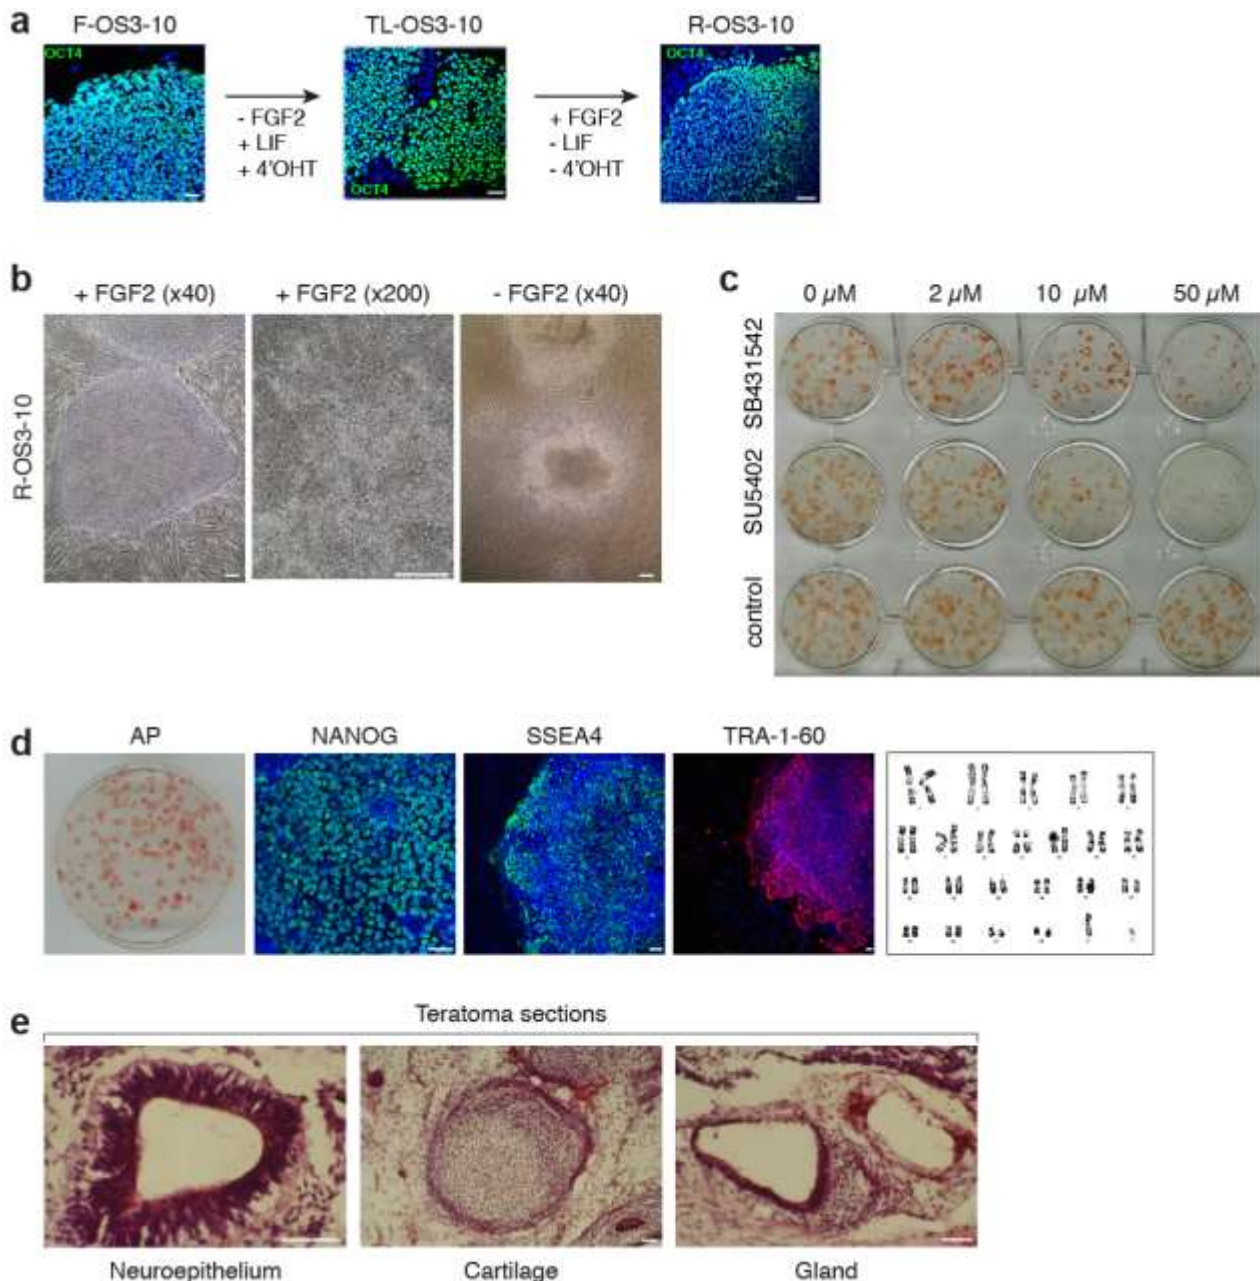 a
F-OS3-10
TL-OS3-10
R-OS3-10
OCT4
- FGF2
+ LIF
+ 4'OHT
OCT4
+ FGF2
- LIF
- 4'OHT
OCT4
b
+ FGF2 (x40)
+ FGF2 (x200)
- FGF2 (x40)
R-OS3-10
c
0 µM
2 µM
10 µM
50 µM
SB431542
SU5402
control
d
AP
NANOG
SSEA4
TRA-1-60
e
Teratoma sections
Neuroepithelium
Cartilage
Gland